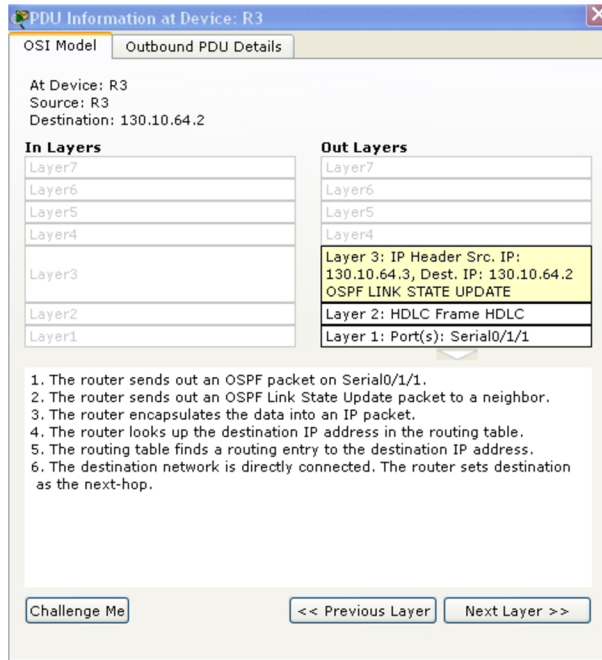 PDU Information at Device: R3
OSI Model
Outbound PDU Details
At Device: R3
Source: R3
Destination: 130.10.64.2
In Layers
Layer7
Layer6
Layer5
Layer4
Layer3
Layer2
Layer1
Out Layers
Layer7
Layer6
Layer5
Layer4
Layer 3: IP Header Src. IP:
130.10.64.3, Dest. IP: 130.10.64.2
OSPF LINK STATE UPDATE
Layer 2: HDLC Frame HDLC
Layer 1: Port(s): Serial0/1/1
1. The router sends out an OSPF packet on Serial0/1/1.
2. The router sends out an OSPF Link State Update packet to a neighbor.
3. The router encapsulates the data into an IP packet.
4. The router looks up the destination IP address in the routing table.
5. The routing table finds a routing entry to the destination IP address.
6. The destination network is directly connected. The router sets destination
as the next-hop.
Challenge Me
<< Previous Layer
Next Layer >>